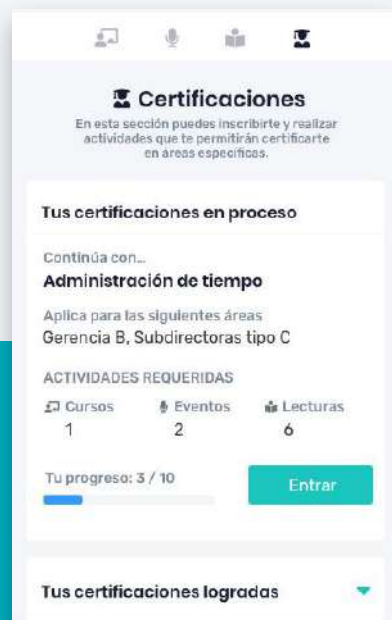 Certificaciones
En esta sección puedes inscribirte y realizar
actividades que te permitirán certificarte
en áreas específicas.
Tus certificaciones en proceso
Continúa con...
Administración de tiempo
Aplica para las siguientes áreas
Gerencia B, Subdirectoras tipo C
ACTIVIDADES REQUERIDAS
Cursos Eventos Lecturas
1 2 6
Tu progreso: 3 / 10 Entrar
Tus certificaciones logradas